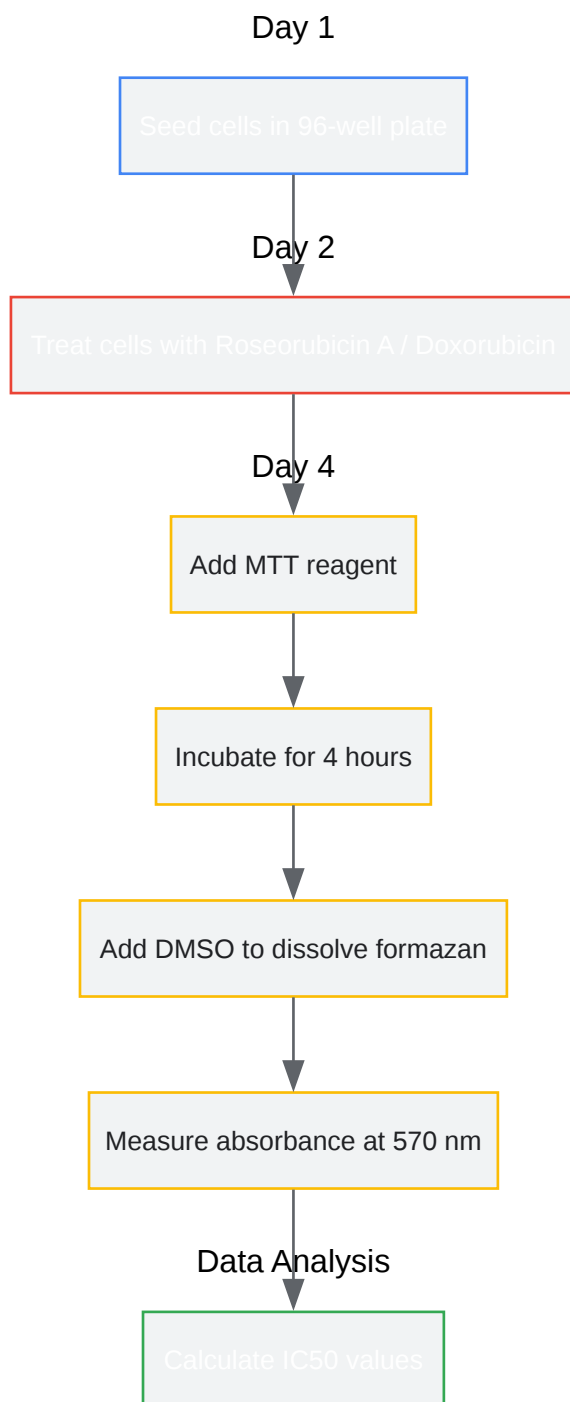 Day 1
Seed cells in 96-well plate
Day 2
Treat cells with Roseorubicin A / Doxorubicin
Day 4
Add MTT reagent
Incubate for 4 hours
Add DMSO to dissolve formazan
Measure absorbance at 570 nm
Data Analysis
Calculate IC50 values